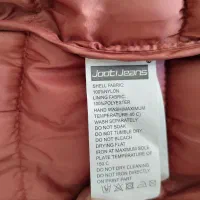 Jooti Jeans
SHELL FABRIC
100%NYLON
LINING FABRIC:
100%POLYESTER
HAND WASH(MAXIMUM
TEMPERATURE 40 C)
WASH SEPARATELY
DO NOT SOAK
DO NOT TUMBLE DRY
DO NOT BLEACH
DRYING FLAT
IRON AT MAXIMUM SOLE
PLATE TEMPERATURE OF
110 C
DO NOT DRY CLEANING
DO NOT IRON DIRECTLY
ON PRINT PART